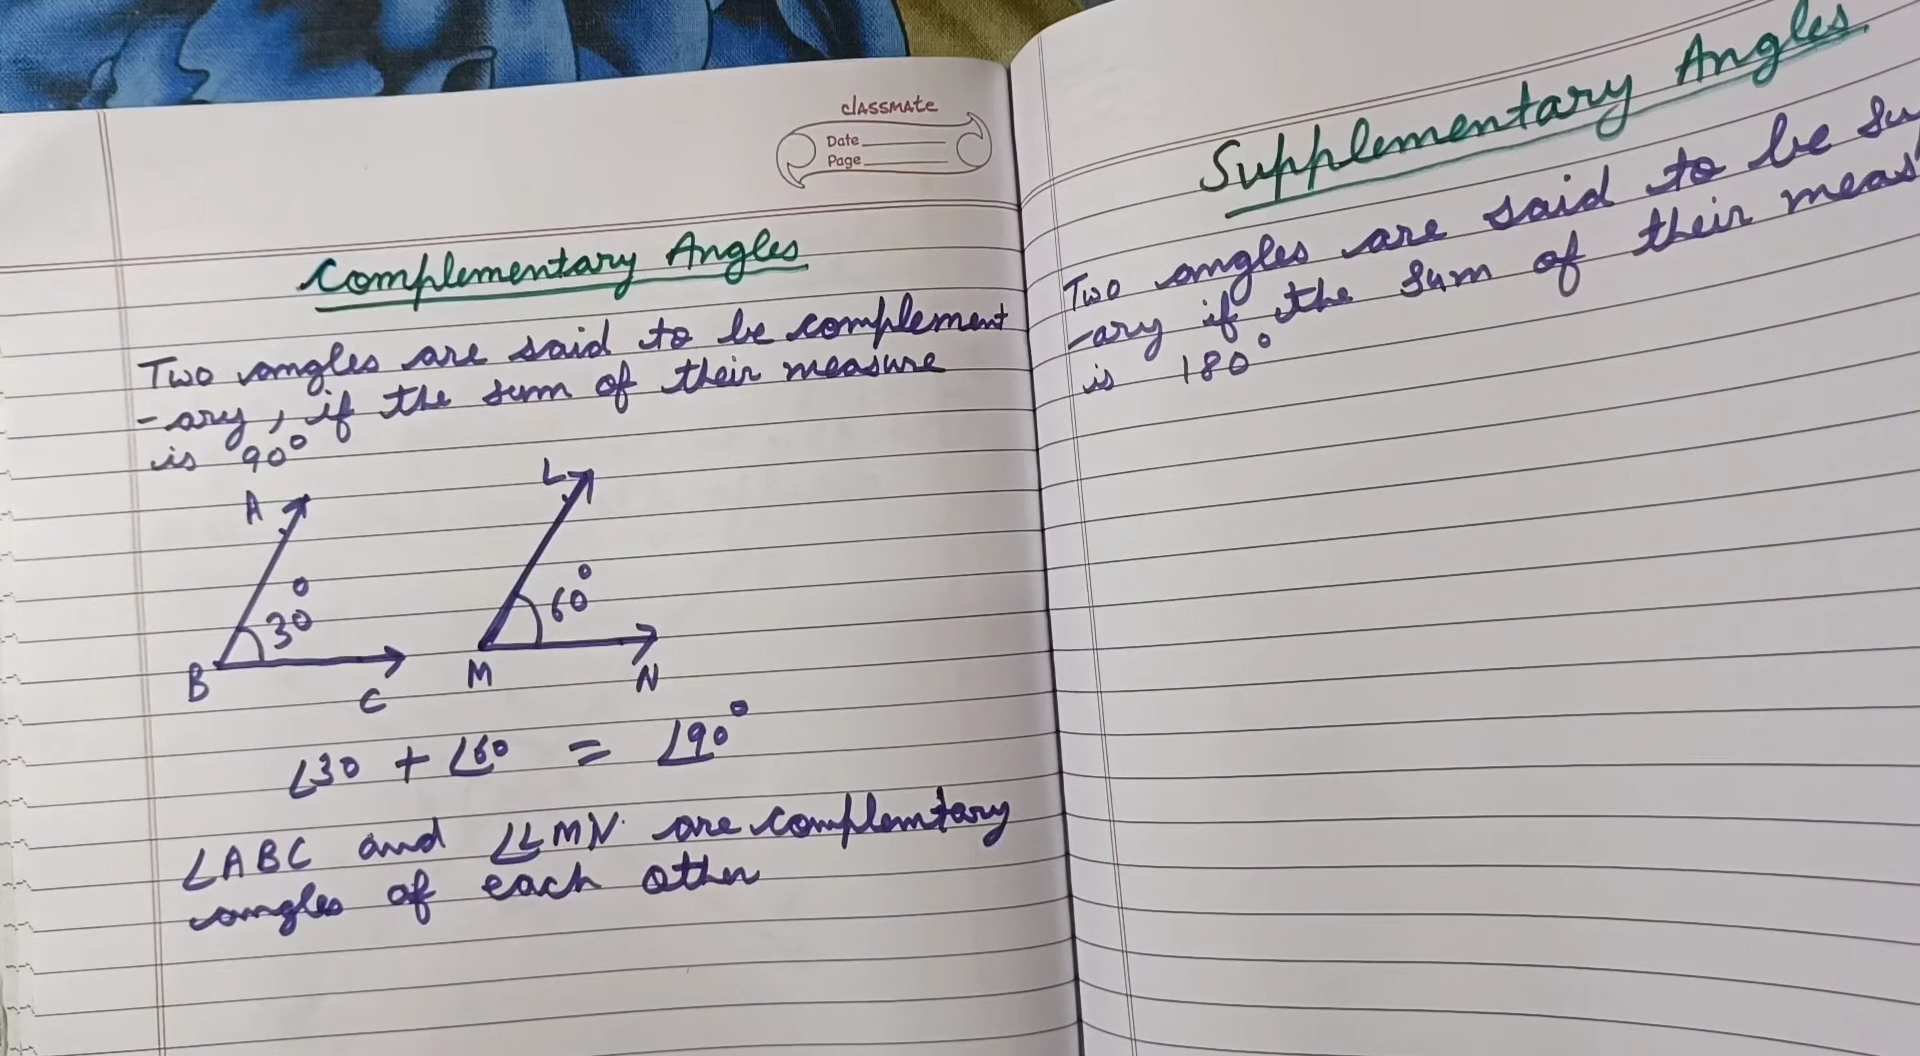 classmate
Date
Page
Complementary Angles
Two angles are said to be complement
-ary, if the sum of their measure
is 90°
A
30°
B
C
L
60°
M
N
∠30 + ∠60 = ∠90°
∠ABC and ∠LMN are complemtary
angles of each other
Supplementary Angles
Two angles are said to be su
-ary if the sum of their meas
is 180°